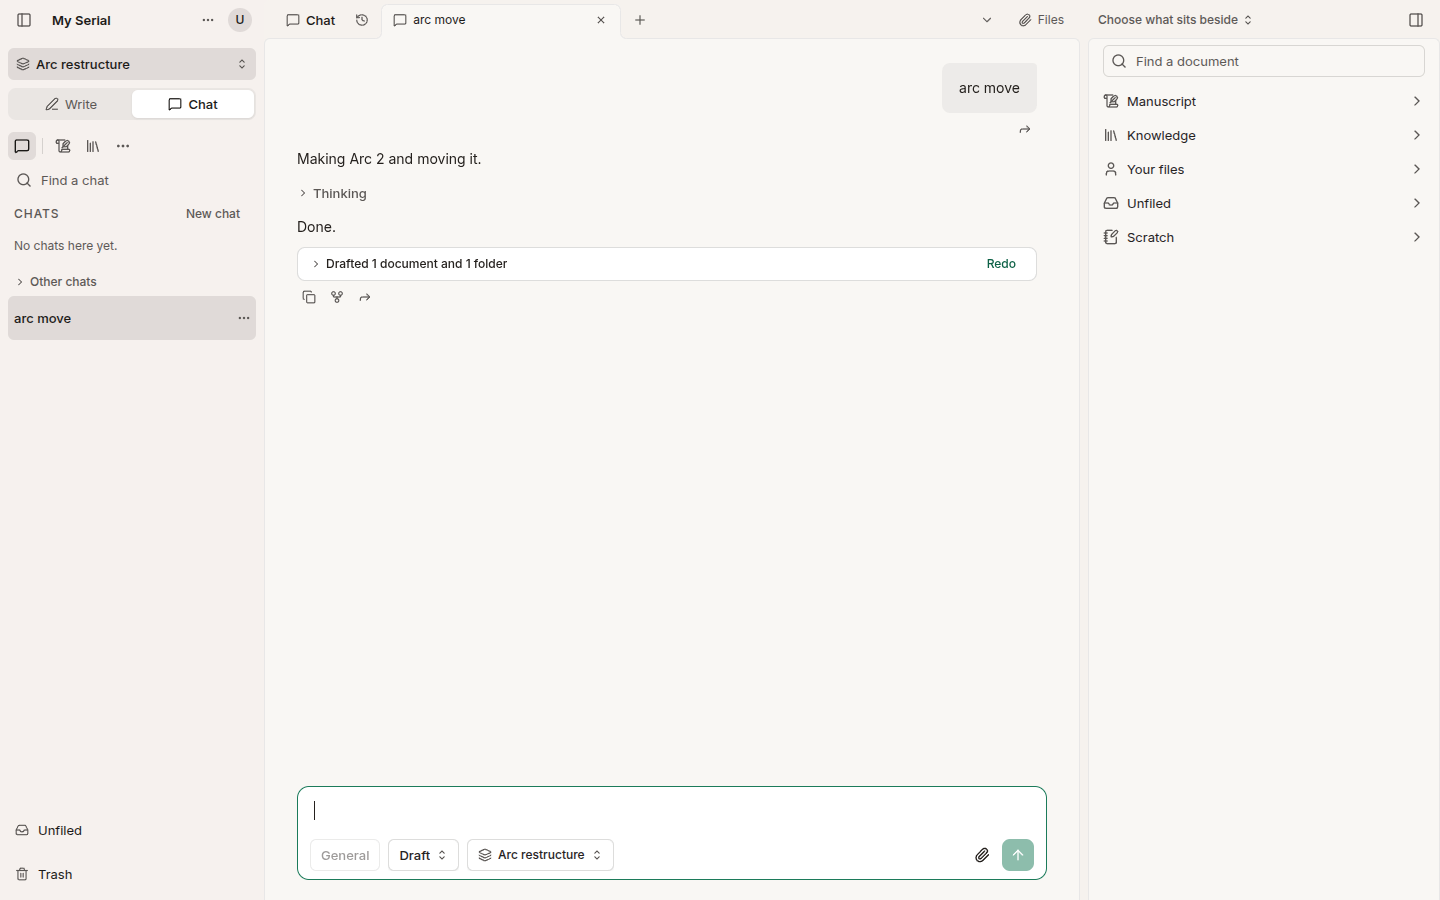 My Serial
U
Arc restructure
Write
Chat
Find a chat
CHATS
New chat
No chats here yet.
Other chats
arc move
Unfiled
Trash
Chat
arc move
Files
arc move
Making Arc 2 and moving it.
Thinking
Done.
Drafted 1 document and 1 folder
Redo
General
Draft
Arc restructure
Choose what sits beside
Find a document
Manuscript
Knowledge
Your files
Unfiled
Scratch